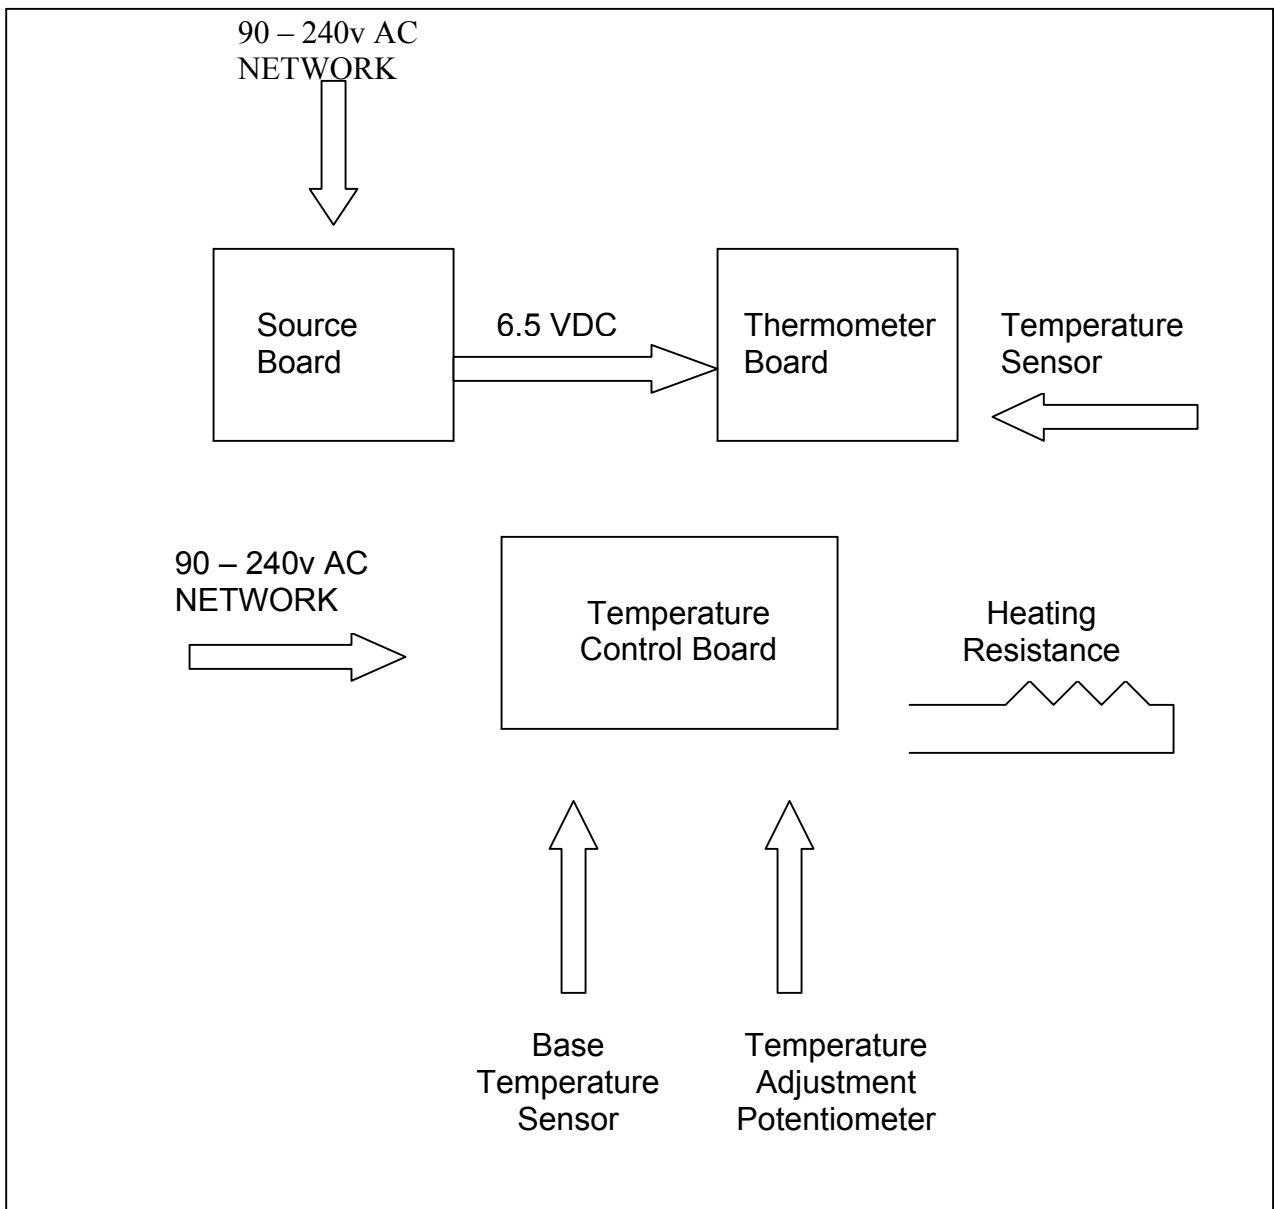 90 – 240v AC
NETWORK
Source
Board
6.5 VDC
Thermometer
Board
Temperature
Sensor
90 – 240v AC
NETWORK
Temperature
Control Board
Heating
Resistance
Base
Temperature
Sensor
Temperature
Adjustment
Potentiometer